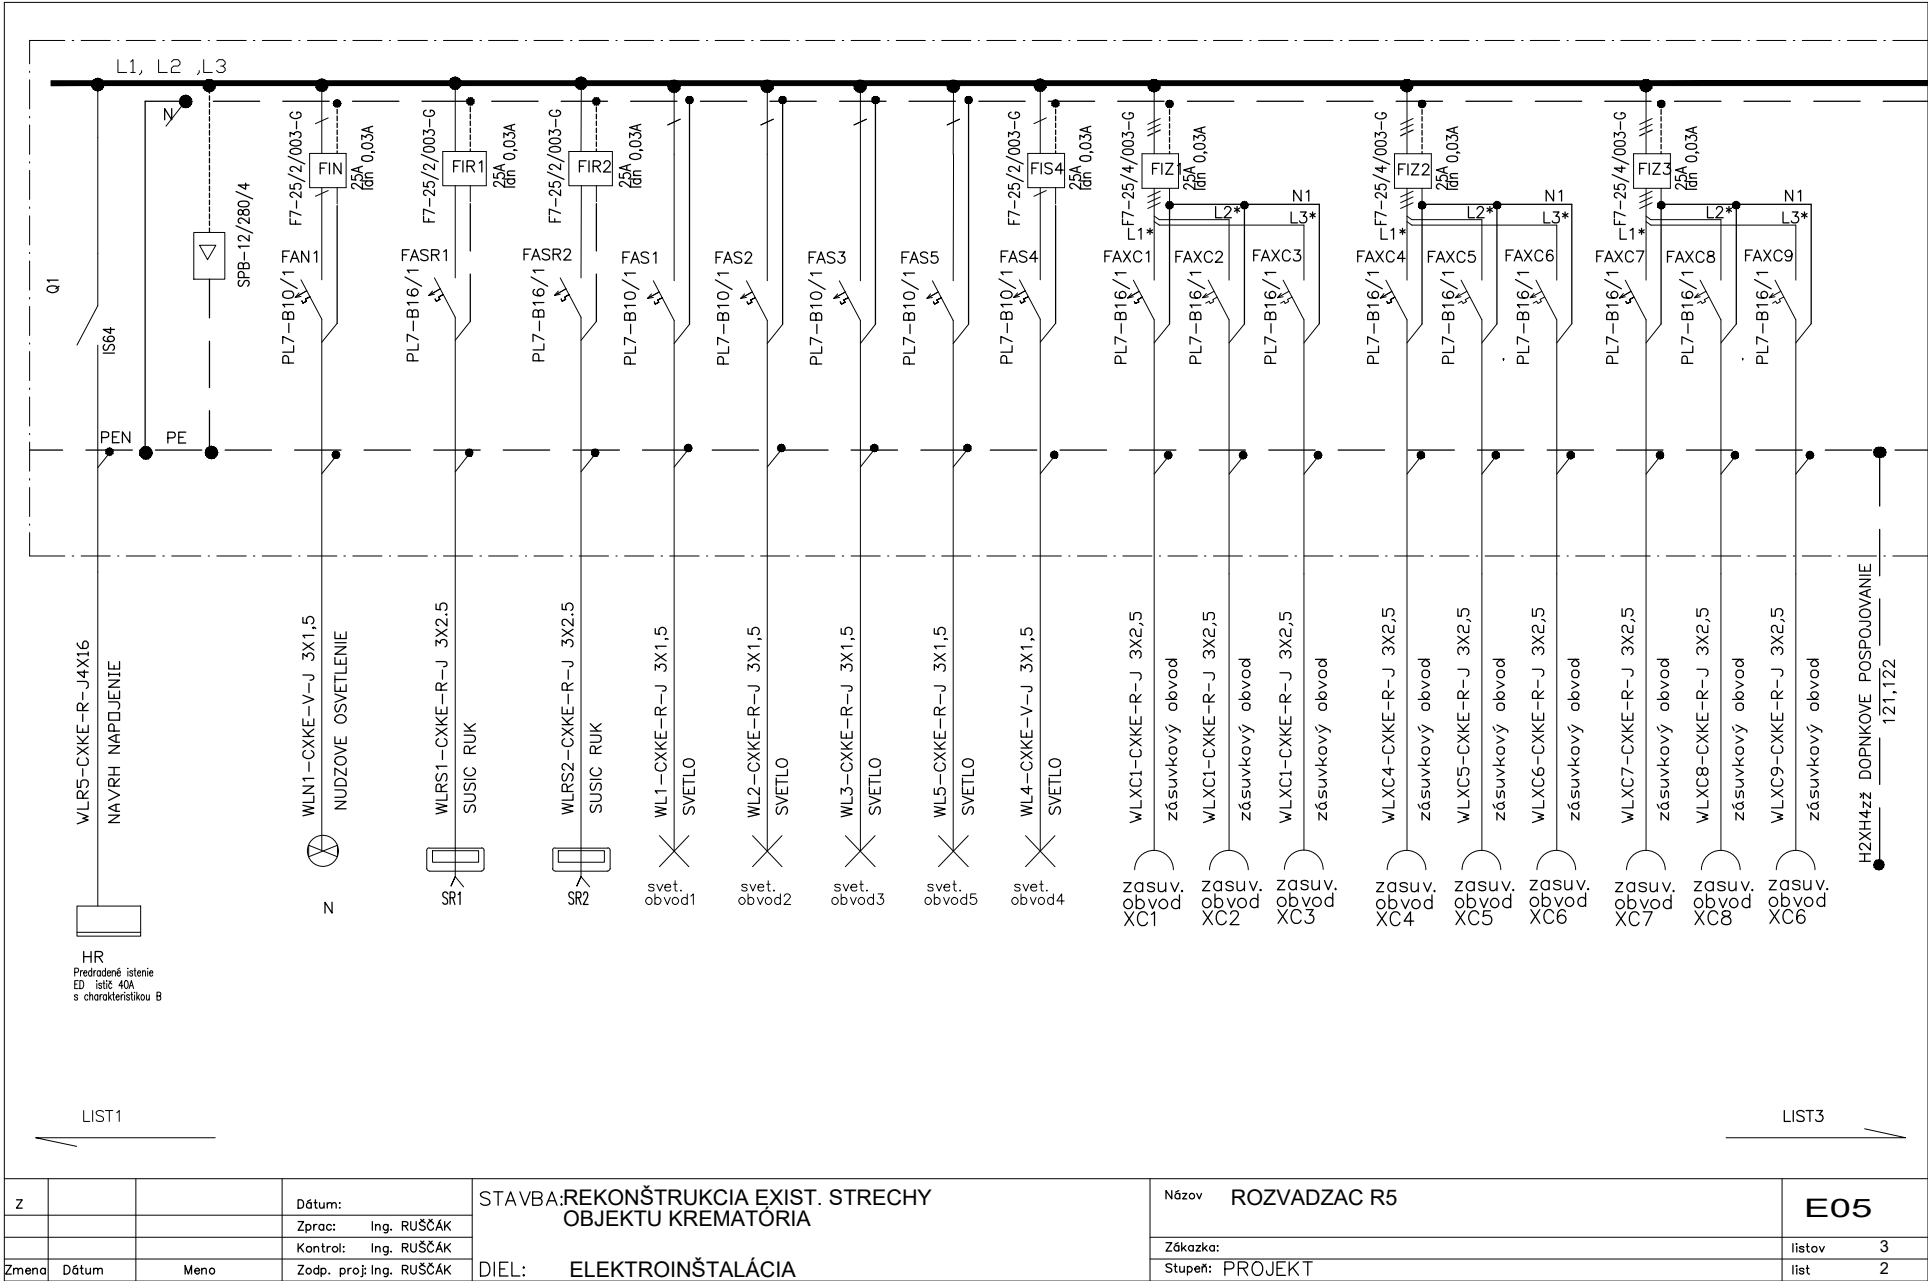 L1, L2 ,L3
N
Q1
IS64
SPB-12/280/4
PEN
PE
F7-25/2/003-G
FIN
25A
Idn 0,03A
FAN1
PL7-B10/1
F7-25/2/003-G
FIR1
25A
Idn 0,03A
FASR1
PL7-B16/1
F7-25/2/003-G
FIR2
25A
Idn 0,03A
FASR2
PL7-B16/1
FAS1
PL7-B10/1
FAS2
PL7-B10/1
FAS3
PL7-B10/1
FAS5
PL7-B10/1
F7-25/2/003-G
FIS4
25A
Idn 0,03A
FAS4
PL7-B10/1
F7-25/4/003-G
FIZ1
25A
Idn 0,03A
N1
L2*
L3*
L1*
FAXC1
PL7-B16/1
FAXC2
PL7-B16/1
FAXC3
PL7-B16/1
F7-25/4/003-G
FIZ2
25A
Idn 0,03A
N1
L2*
L3*
L1*
FAXC4
PL7-B16/1
FAXC5
PL7-B16/1
FAXC6
PL7-B16/1
F7-25/4/003-G
FIZ3
25A
Idn 0,03A
N1
L2*
L3*
L1*
FAXC7
PL7-B16/1
FAXC8
PL7-B16/1
FAXC9
PL7-B16/1
WLR5-CXKE-R-J4X16
NAVRH NAPOJENIE
WLN1-CXKE-V-J 3X1,5
NUDZOVE OSVETLENIE
WLRS1-CXKE-R-J 3X2.5
SUSIC RUK
WLRS2-CXKE-R-J 3X2.5
SUSIC RUK
WL1-CXKE-R-J 3X1,5
SVETLO
WL2-CXKE-R-J 3X1,5
SVETLO
WL3-CXKE-R-J 3X1,5
SVETLO
WL5-CXKE-R-J 3X1,5
SVETLO
WL4-CXKE-V-J 3X1,5
SVETLO
WLXC1-CXKE-R-J 3X2,5
zásuvkový obvod
WLXC1-CXKE-R-J 3X2,5
zásuvkový obvod
WLXC1-CXKE-R-J 3X2,5
zásuvkový obvod
WLXC4-CXKE-R-J 3X2,5
zásuvkový obvod
WLXC5-CXKE-R-J 3X2,5
zásuvkový obvod
WLXC6-CXKE-R-J 3X2,5
zásuvkový obvod
WLXC7-CXKE-R-J 3X2,5
zásuvkový obvod
WLXC8-CXKE-R-J 3X2,5
zásuvkový obvod
WLXC9-CXKE-R-J 3X2,5
zásuvkový obvod
H2XH4zž DOPNKOVE POSPOJOVANIE
121,122
HR
Predradené istenie
ED istič 40A
s charakteristikou B
N
SR1
SR2
svet.
obvod1
svet.
obvod2
svet.
obvod3
svet.
obvod5
svet.
obvod4
zasuv.
obvod
XC1
zasuv.
obvod
XC2
zasuv.
obvod
XC3
zasuv.
obvod
XC4
zasuv.
obvod
XC5
zasuv.
obvod
XC6
zasuv.
obvod
XC7
zasuv.
obvod
XC8
zasuv.
obvod
XC6
LIST1
LIST3
Z
Zmena
Dátum
Meno
Dátum:
Zprac: Ing. RUŠČÁK
Kontrol: Ing. RUŠČÁK
Zodp. proj: Ing. RUŠČÁK
STAVBA: REKONŠTRUKCIA EXIST. STRECHY
OBJEKTU KREMATÓRIA
DIEL: ELEKTROINŠTALÁCIA
Názov ROZVADZAC R5
Zákazka:
Stupeň: PROJEKT
E05
listov 3
list 2